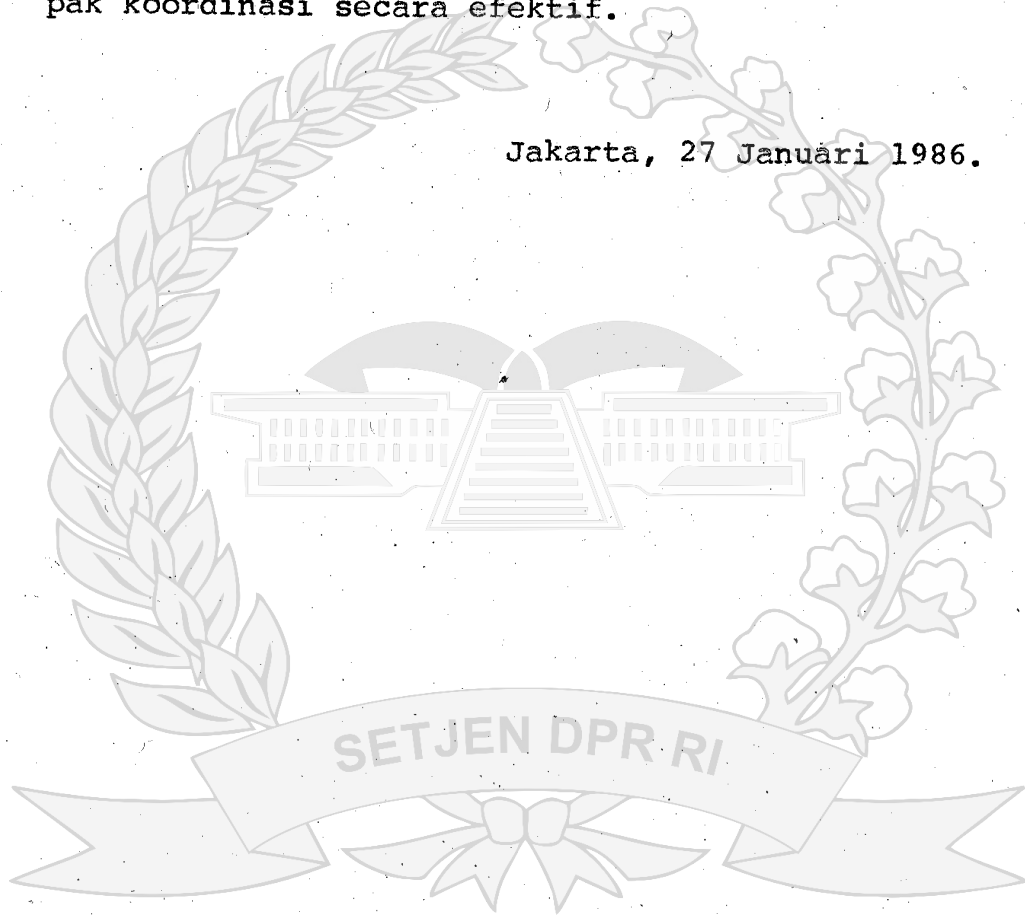 pak koordinasi secara efektif.
Jakarta, 27 Januari 1986.
SETJEN DPR RI